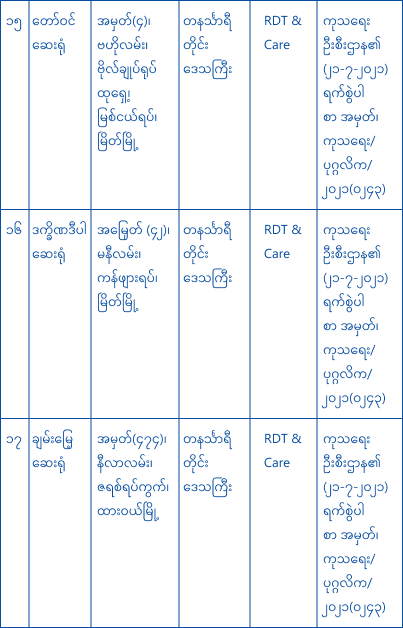 ၁၅
တော်ဝင်
ဆေးရုံ
အမှတ်(၄)၊
ဗဟိုလမ်း၊
ဗိုလ်ချုပ်ရုပ်
ထုရှေ့၊
မြစ်ငယ်ရပ်၊
မြိတ်မြို့
တနင်္သာရီ
တိုင်း
ဒေသကြီး
RDT &
Care
ကုသရေး
ဦးစီးဌာန၏
(၂၁-၇-၂၀၂၁)
ရက်စွဲပါ
စာ အမှတ်၊
ကုသရေး/
ပုဂ္ဂလိက/
၂၀၂၁(၀၂၄၃)
၁၆
ဒက္ခိဏဒီပါ
ဆေးရုံ
အမြှေတ် (၄၂)၊
မနီလမ်း၊
ကန်ဖျားရပ်၊
မြိတ်မြို့
တနင်္သာရီ
တိုင်း
ဒေသကြီး
RDT &
Care
ကုသရေး
ဦးစီးဌာန၏
(၂၁-၇-၂၀၂၁)
ရက်စွဲပါ
စာ အမှတ်၊
ကုသရေး/
ပုဂ္ဂလိက/
၂၀၂၁(၀၂၄၃)
၁၇
ချမ်းမြေ့
ဆေးရုံ
အမှတ်(၄၇၄)၊
နီလာလမ်း၊
ဇရစ်ရပ်ကွက်၊
ထားဝယ်မြို့
တနင်္သာရီ
တိုင်း
ဒေသကြီး
RDT &
Care
ကုသရေး
ဦးစီးဌာန၏
(၂၁-၇-၂၀၂၁)
ရက်စွဲပါ
စာ အမှတ်၊
ကုသရေး/
ပုဂ္ဂလိက/
၂၀၂၁(၀၂၄၃)